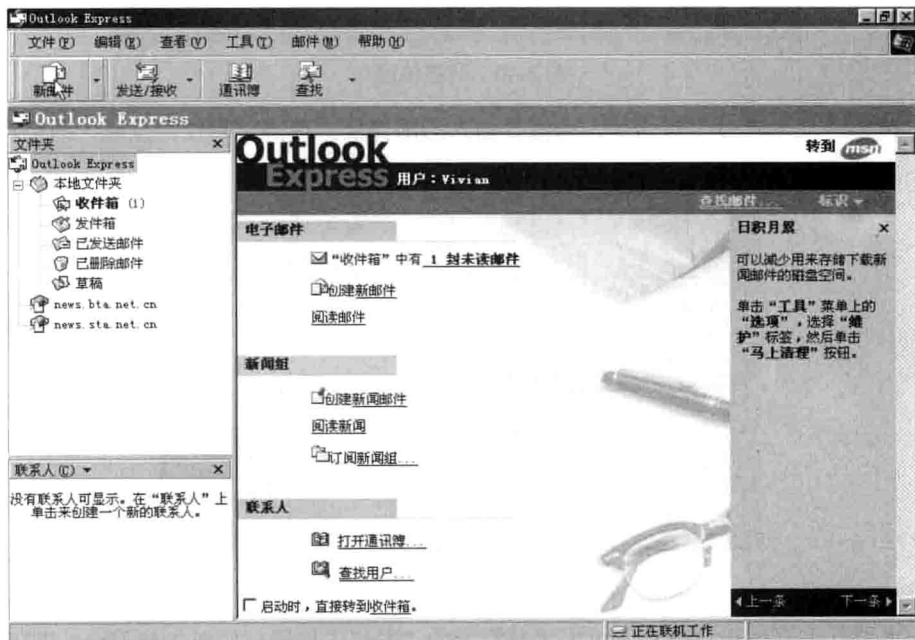 Outlook Express
文件(F) 编辑(E) 查看(V) 工具(T) 邮件(M) 帮助(H)
新邮件 发送/接收 通讯簿 查找
Outlook Express
文件夹
Outlook Express
本地文件夹
收件箱 (1)
发件箱
已发送邮件
已删除邮件
草稿
news.bta.net.cn
news.sta.net.cn
联系人(C)
没有联系人可显示。在“联系人”上
单击来创建一个新的联系人。
Outlook
Express 用户：Vivian
转到 msn
查找邮件... 标识
电子邮件
“收件箱”中有 1 封未读邮件
创建新邮件
阅读邮件
新闻组
创建新闻邮件
阅读新闻
订阅新闻组...
联系人
打开通讯簿...
查找用户...
启动时，直接转到收件箱。
日积月累
可以减少用来存储下载新
闻邮件的磁盘空间。
单击“工具”菜单上的
“选项”，选择“维
护”标签，然后单击
“马上清理”按钮。
上一条 下一条
正在联机工作